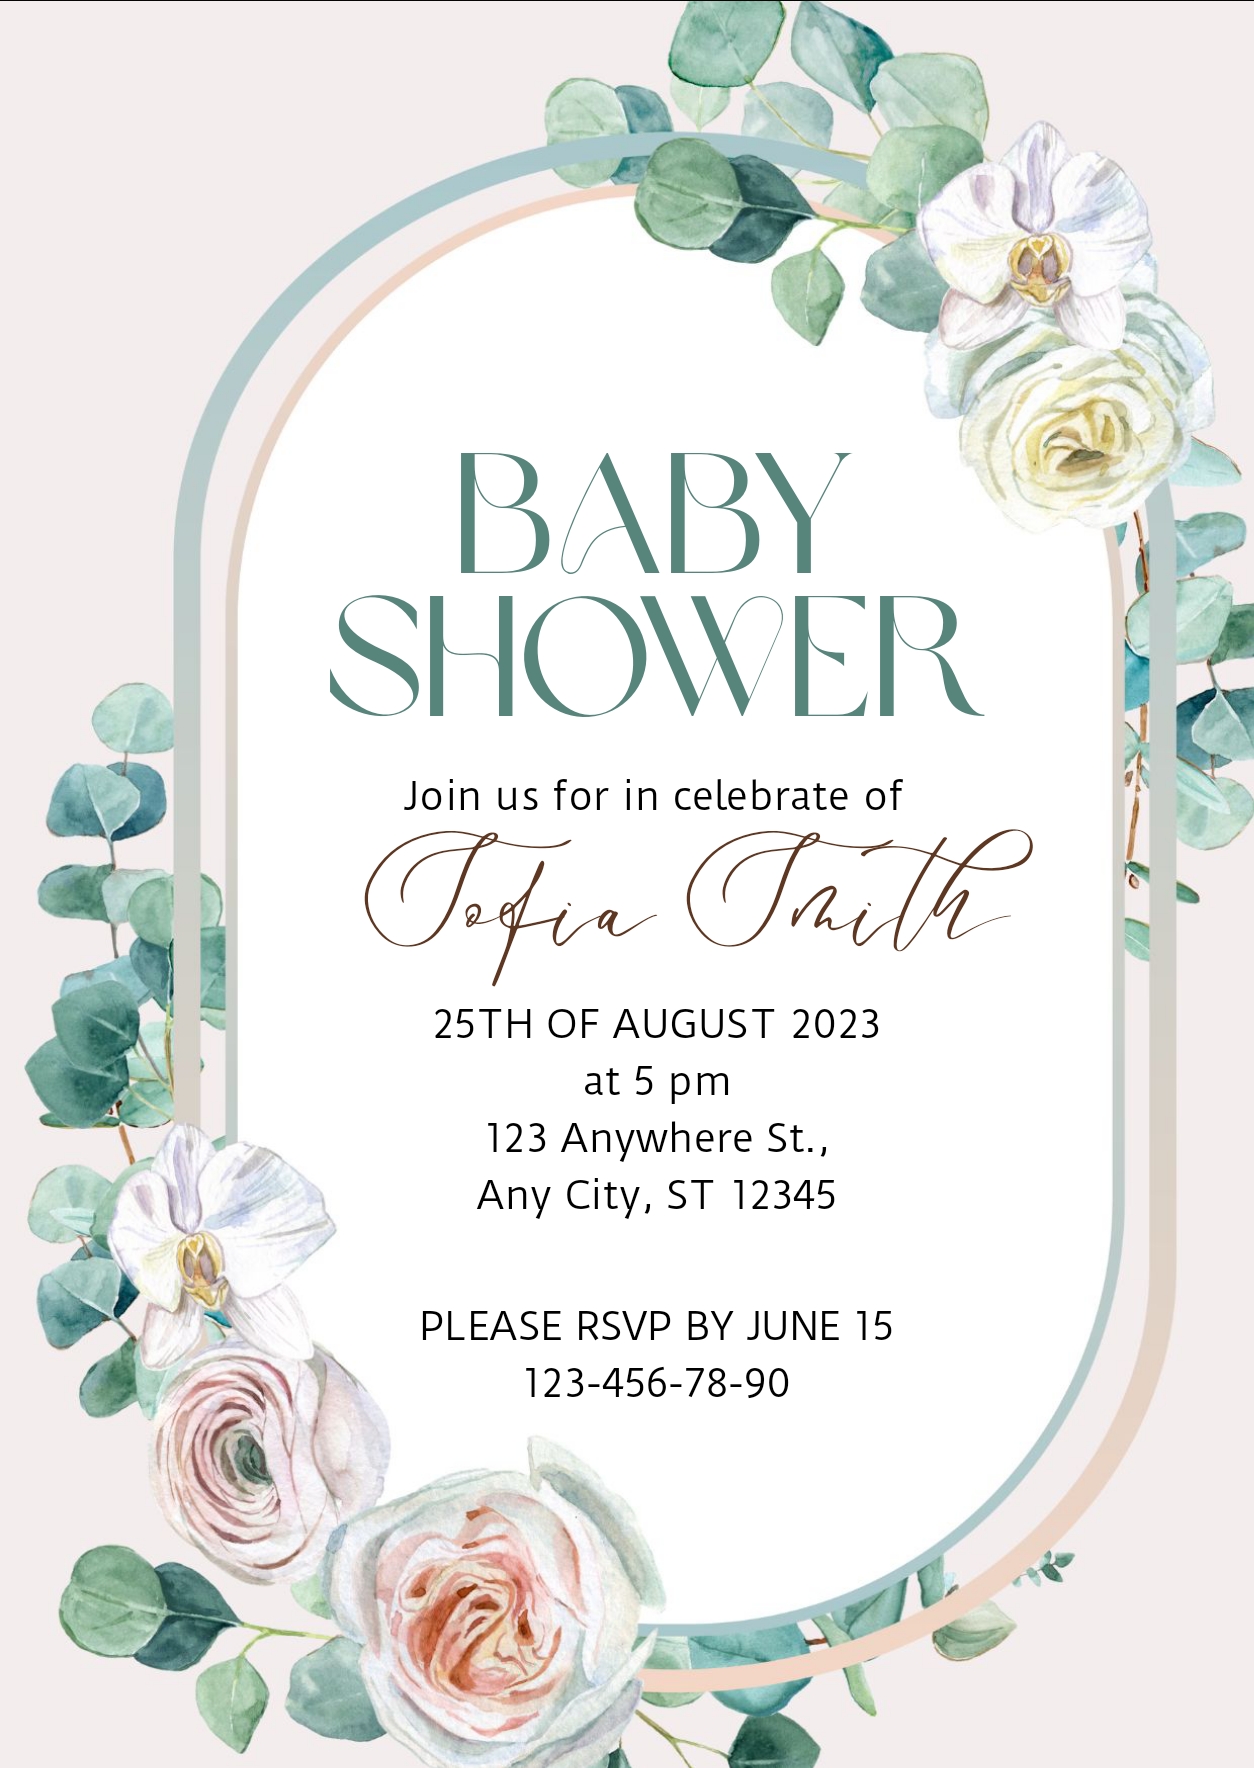 BABY
SHOWER
Join us for in celebrate of
Sofia Smith
25TH OF AUGUST 2023
at 5 pm
123 Anywhere St.,
Any City, ST 12345
PLEASE RSVP BY JUNE 15
123-456-78-90